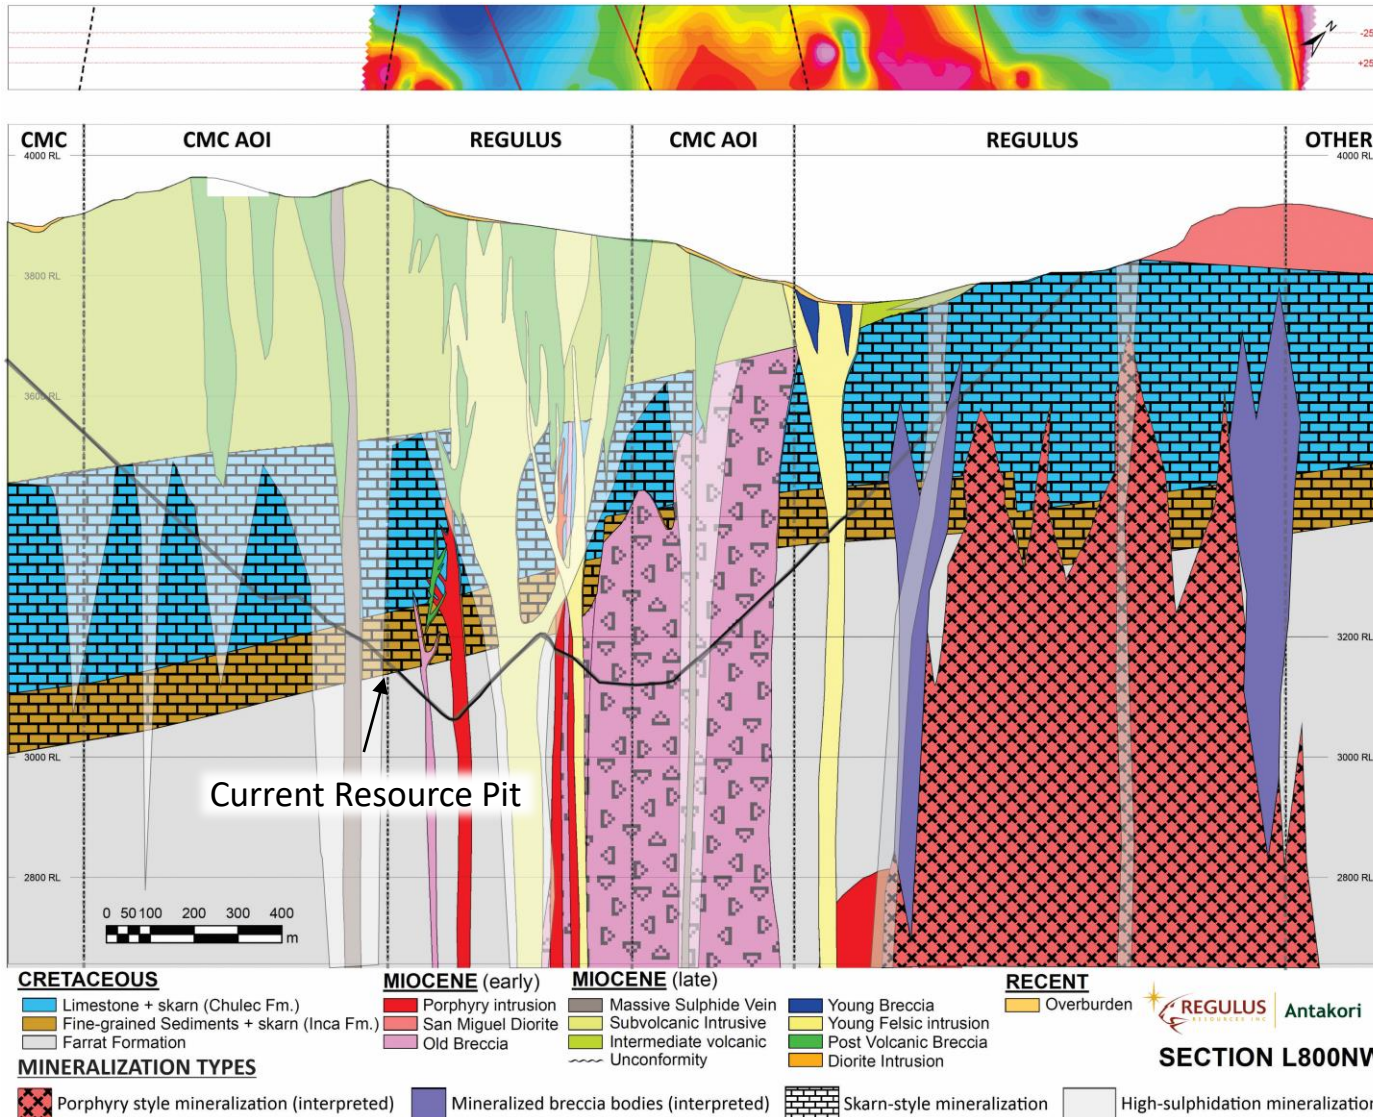 -25
+25
N
CMC CMC AOI REGULUS CMC AOI REGULUS OTHER
4000 RL 4000 RL
3800 RL
3600 RL
3200 RL
3000 RL
2800 RL 2800 RL
Current Resource Pit
0 50 100 200 300 400
m
CRETACEOUS
Limestone + skarn (Chulec Fm.)
Fine-grained Sediments + skarn (Inca Fm.)
Farrat Formation
MIOCENE (early)
Porphyry intrusion
San Miguel Diorite
Old Breccia
MIOCENE (late)
Massive Sulphide Vein
Subvolcanic Intrusive
Intermediate volcanic
Unconformity
Young Breccia
Young Felsic intrusion
Post Volcanic Breccia
Diorite Intrusion
RECENT
Overburden
REGULUS
RESOURCES INC
Antakori
SECTION L800NW
MINERALIZATION TYPES
Porphyry style mineralization (interpreted)
Mineralized breccia bodies (interpreted)
Skarn-style mineralization
High-sulphidation mineralization